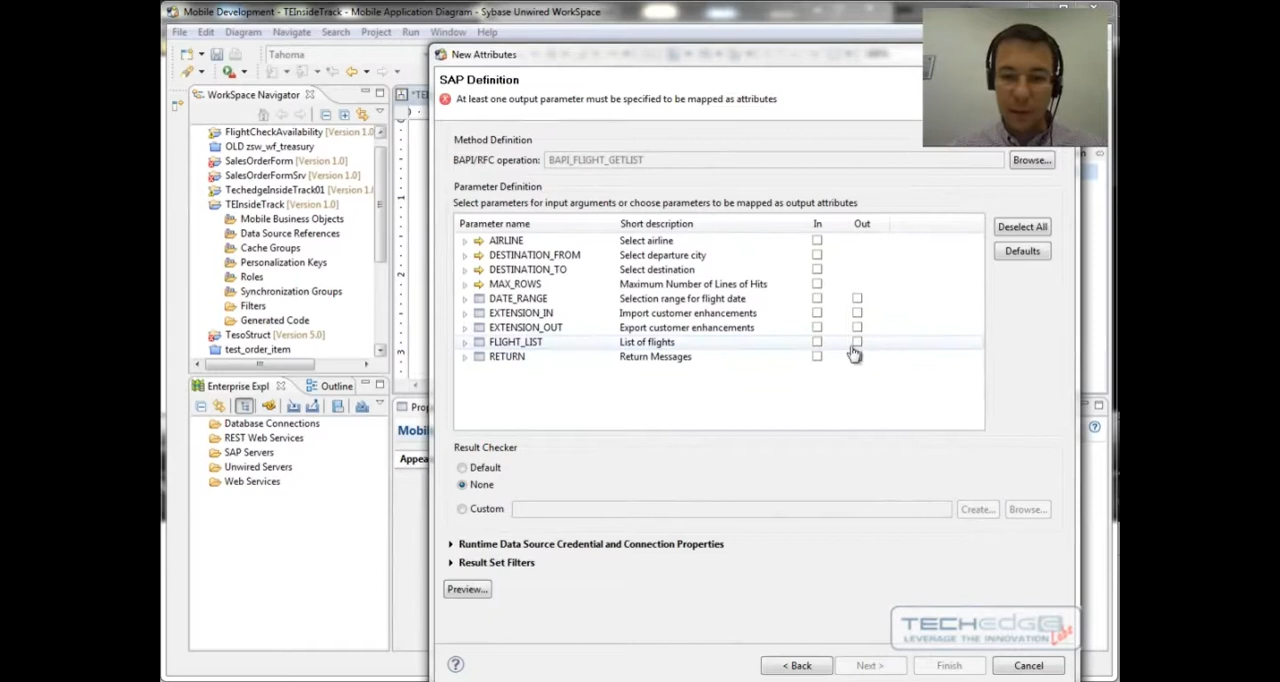 Mobile Development - TEInsideTrack - Mobile Application Diagram - Sybase Unwired WorkSpace
File Edit Diagram Navigate Search Project Run Window Help
Tahoma
WorkSpace Navigator
FlightCheckAvailability [Version 1.0
OLD zsw_wf_treasury
SalesOrderForm [Version 1.0]
SalesOrderFormSrv [Version 1.0]
TechedgeInsideTrack01 [Version 1.0
TEInsideTrack [Version 1.0]
Mobile Business Objects
Data Source References
Cache Groups
Personalization Keys
Roles
Synchronization Groups
Filters
Generated Code
TesoStruct [Version 5.0]
test_order_item
Enterprise Expl Outline
Database Connections
REST Web Services
SAP Servers
Unwired Servers
Web Services
*TEI
Prop
Mobil
Appea
New Attributes
SAP Definition
At least one output parameter must be specified to be mapped as attributes
Method Definition
BAPI/RFC operation: BAPI_FLIGHT_GETLIST Browse...
Parameter Definition
Select parameters for input arguments or choose parameters to be mapped as output attributes
Parameter name Short description In Out
AIRLINE Select airline
DESTINATION_FROM Select departure city
DESTINATION_TO Select destination
MAX_ROWS Maximum Number of Lines of Hits
DATE_RANGE Selection range for flight date
EXTENSION_IN Import customer enhancements
EXTENSION_OUT Export customer enhancements
FLIGHT_LIST List of flights
RETURN Return Messages
Deselect All
Defaults
Result Checker
Default
None
Custom Create... Browse...
Runtime Data Source Credential and Connection Properties
Result Set Filters
Preview...
TECHEDGE Labs
LEVERAGE THE INNOVATION
< Back Next > Finish Cancel